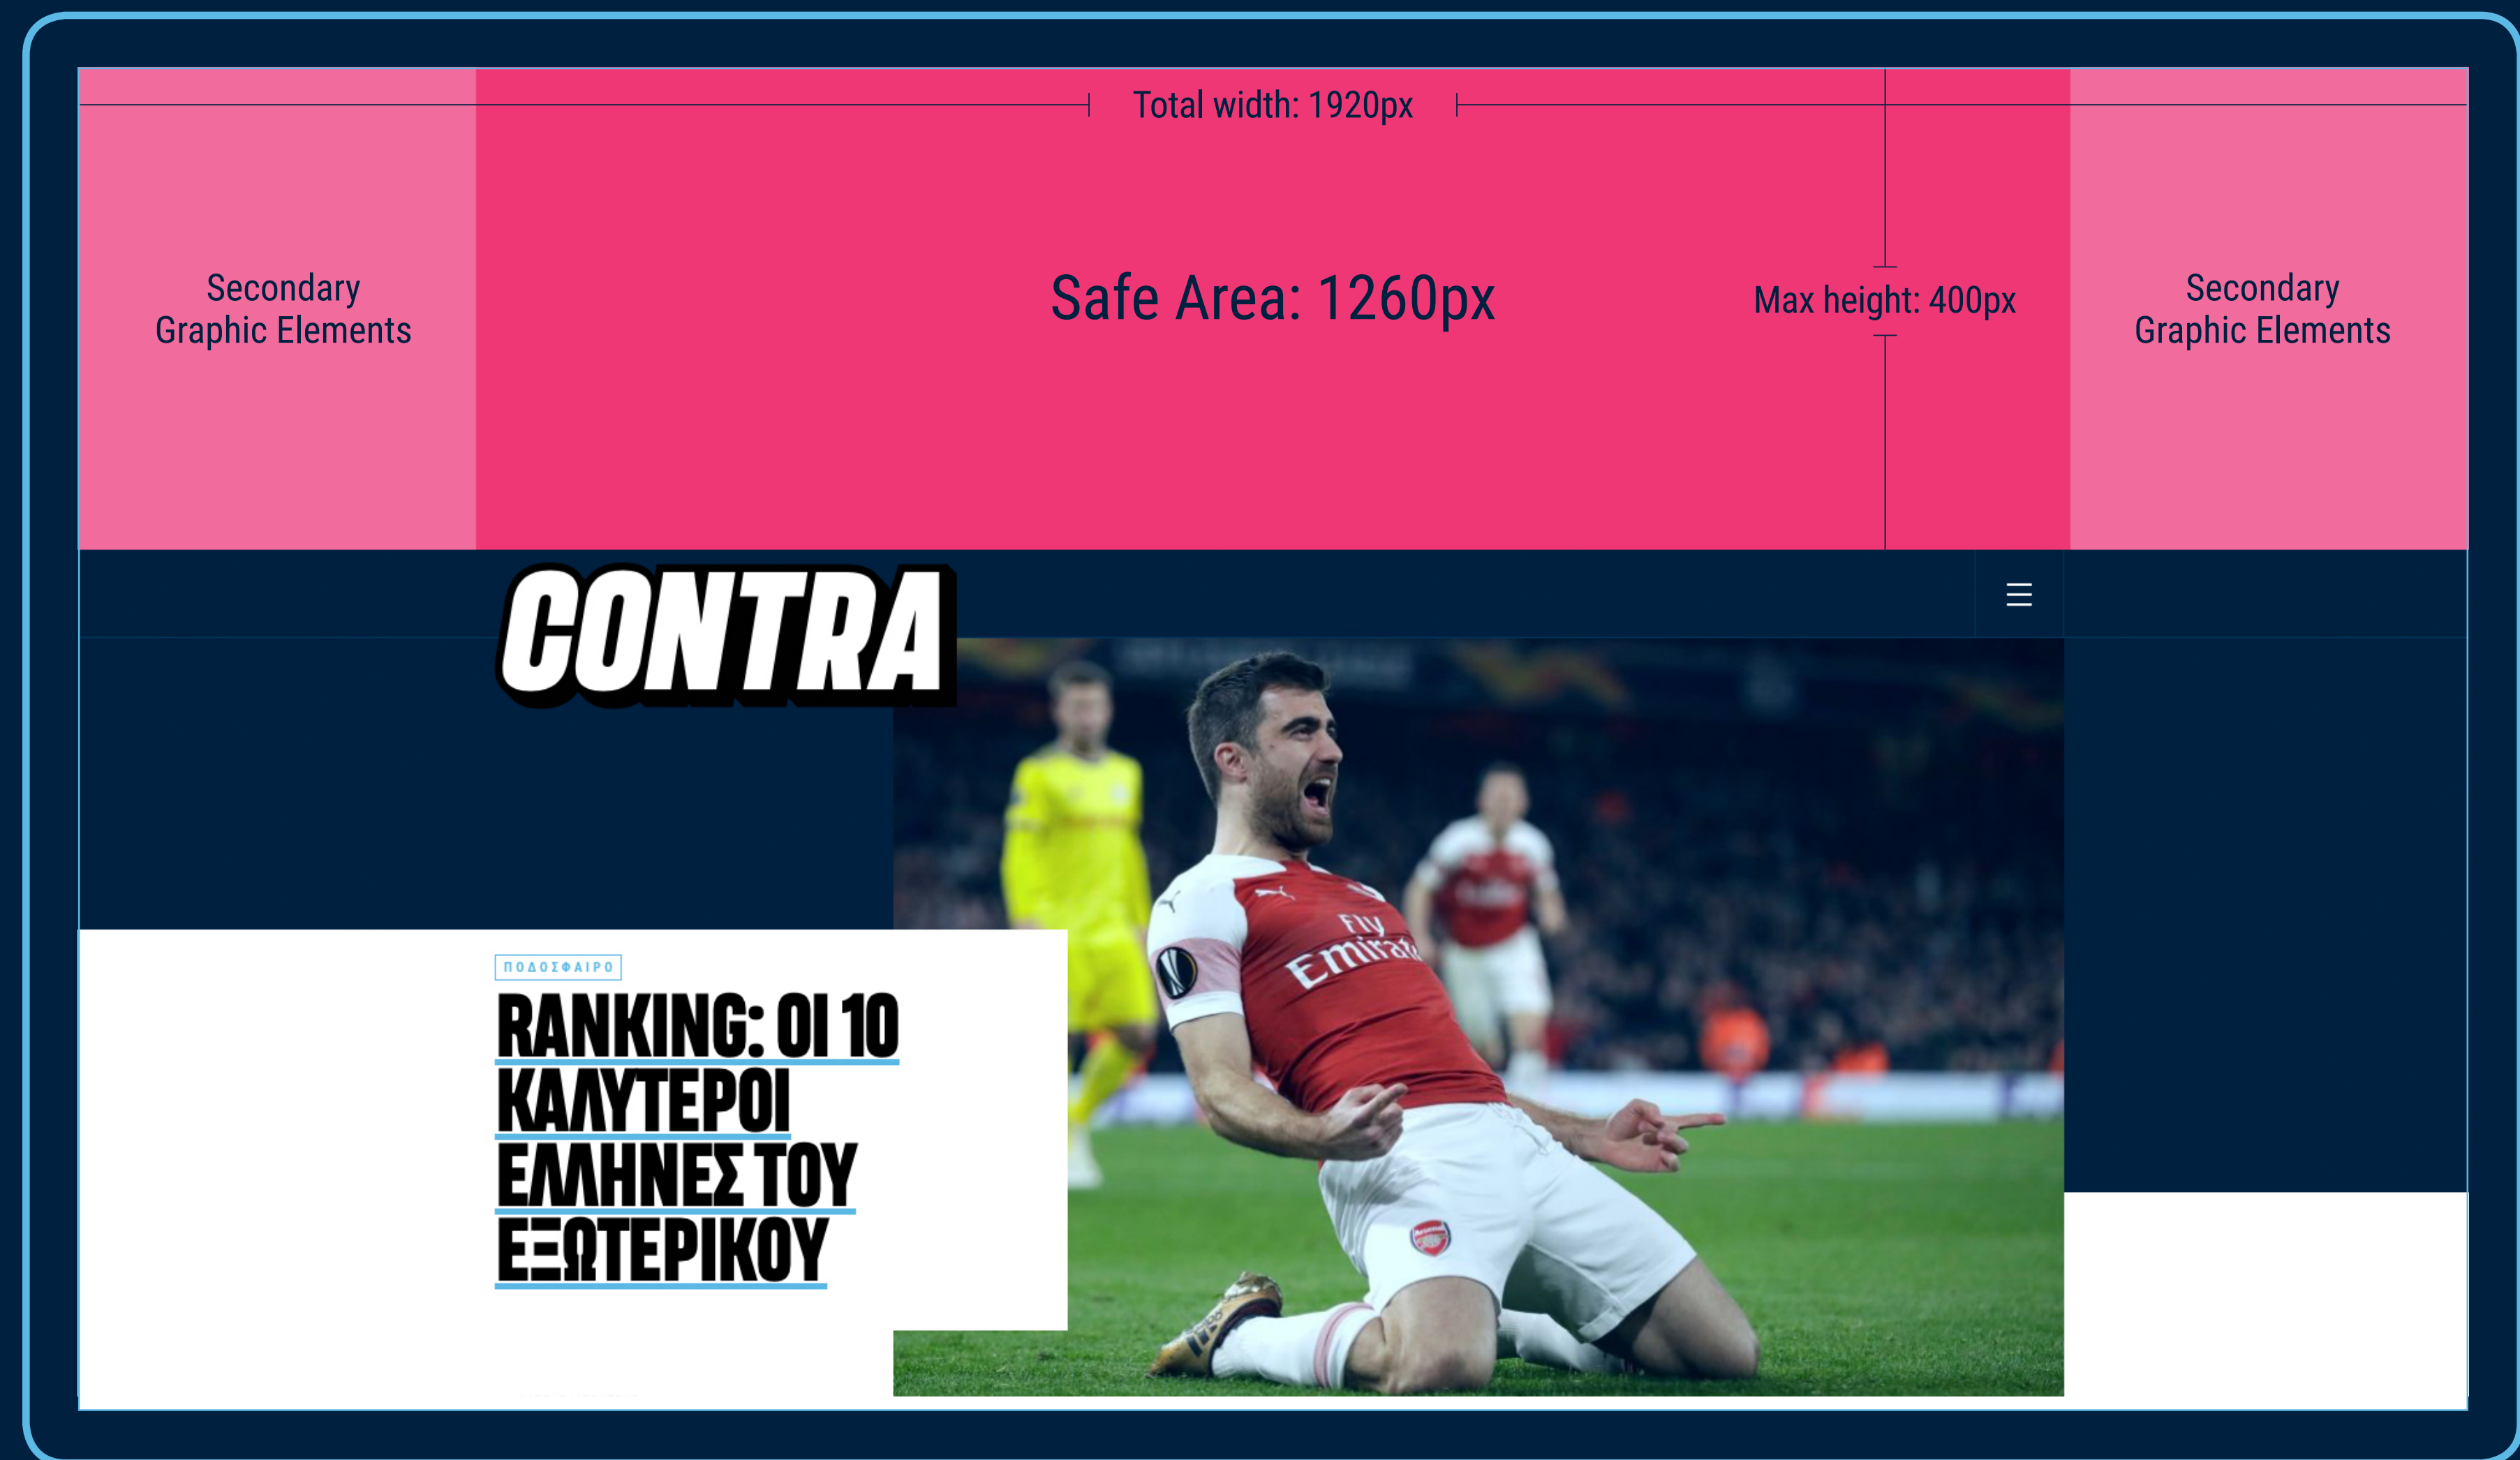 Total width: 1920px
Secondary
Graphic Elements
Safe Area: 1260px
Max height: 400px
Secondary
Graphic Elements
CONTRA
ΠΟΔΟΣΦΑΙΡΟ
RANKING: ΟΙ 10
ΚΑΛΥΤΕΡΟΙ
ΕΛΛΗΝΕΣ ΤΟΥ
ΕΞΩΤΕΡΙΚΟΥ
Fly
Emirates
Arsenal